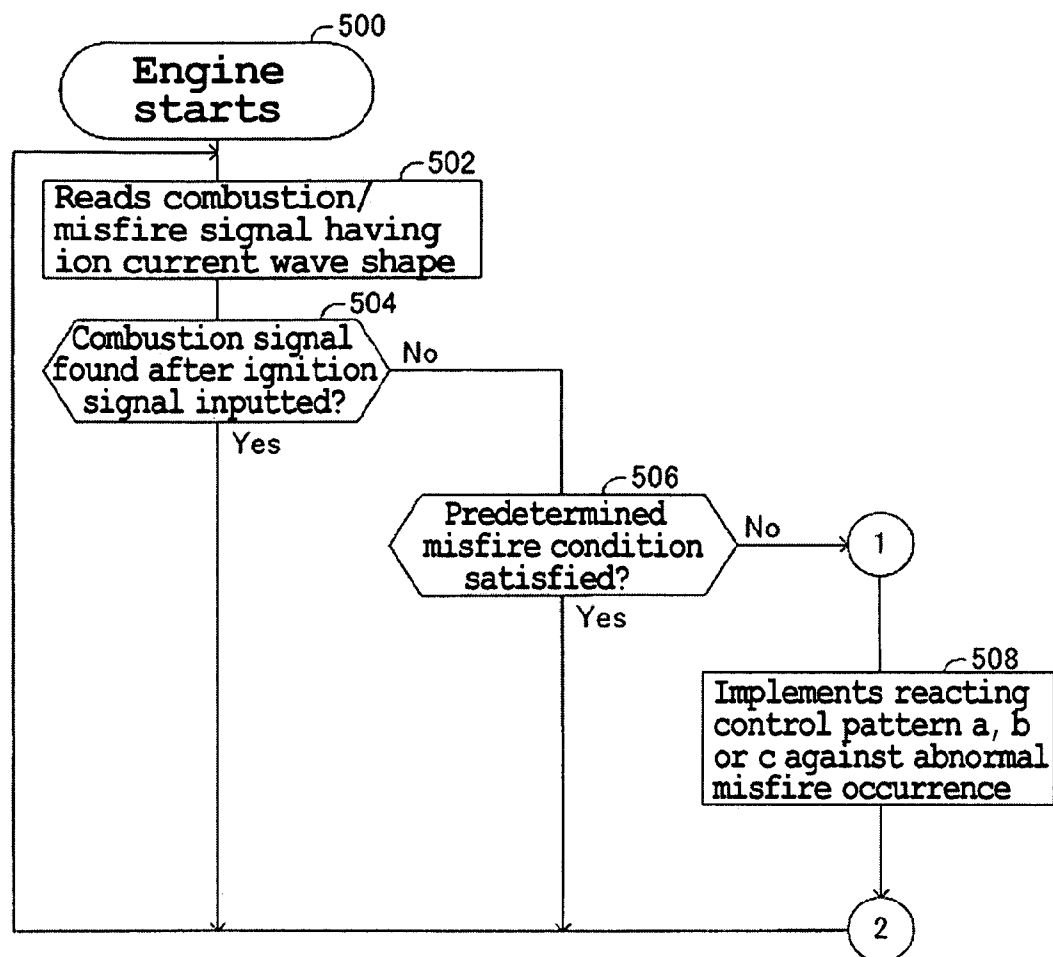 500
Engine
starts
502
Reads combustion/
misfire signal having
ion current wave shape
504
Combustion signal
found after ignition
signal inputted?
No
Yes
506
Predetermined
misfire condition
satisfied?
No
Yes
1
508
Implements reacting
control pattern a, b
or c against abnormal
misfire occurrence
2